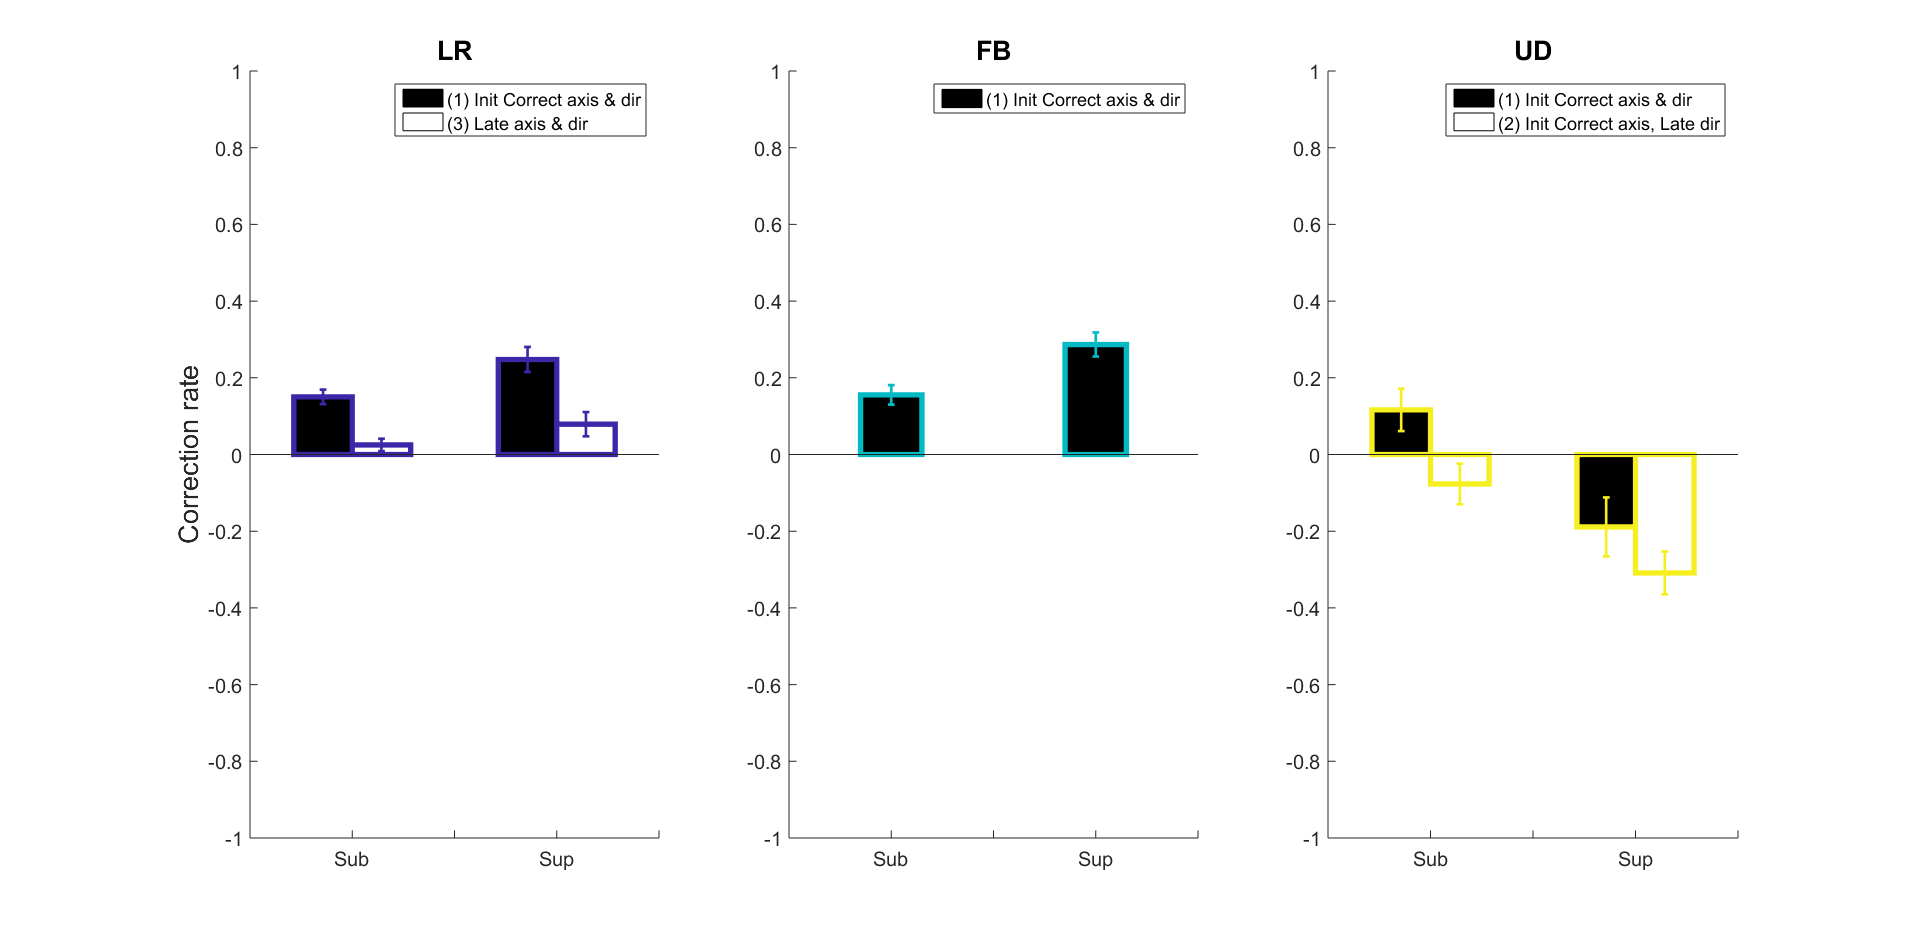 LR
(1) Init Correct axis & dir
(3) Late axis & dir
Correction rate
1
0.8
0.6
0.4
0.2
0
-0.2
-0.4
-0.6
-0.8
-1
Sub
Sup
FB
(1) Init Correct axis & dir
1
0.8
0.6
0.4
0.2
0
-0.2
-0.4
-0.6
-0.8
-1
Sub
Sup
UD
(1) Init Correct axis & dir
(2) Init Correct axis, Late dir
1
0.8
0.6
0.4
0.2
0
-0.2
-0.4
-0.6
-0.8
-1
Sub
Sup